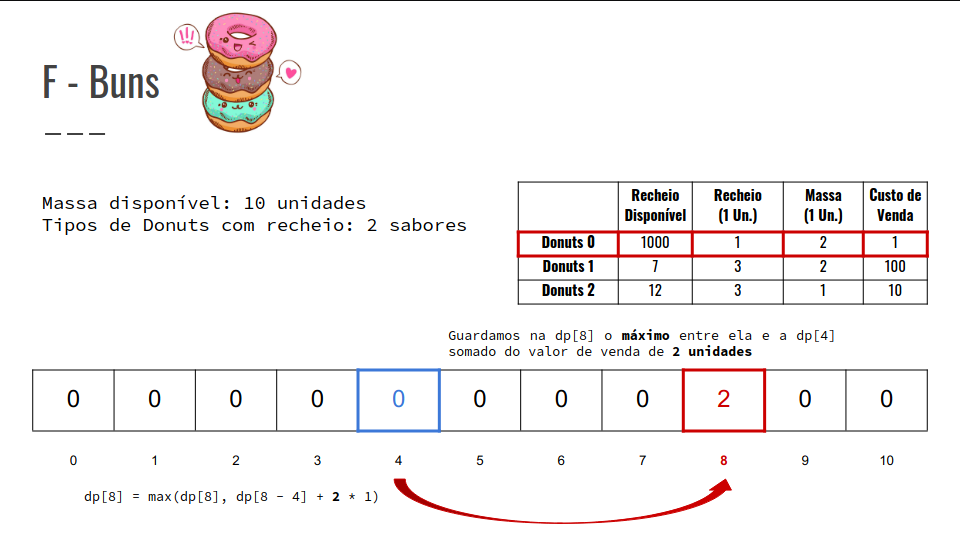 F - Buns
!!!
Massa disponível: 10 unidades
Tipos de Donuts com recheio: 2 sabores
Recheio Disponível Recheio (1 Un.) Massa (1 Un.) Custo de Venda
Donuts 0 1000 1 2 1
Donuts 1 7 3 2 100
Donuts 2 12 3 1 10
Guardamos na dp[8] o máximo entre ela e a dp[4]
somado do valor de venda de 2 unidades
0 0 0 0 0 0 0 0 2 0 0
0 1 2 3 4 5 6 7 8 9 10
dp[8] = max(dp[8], dp[8 - 4] + 2 * 1)